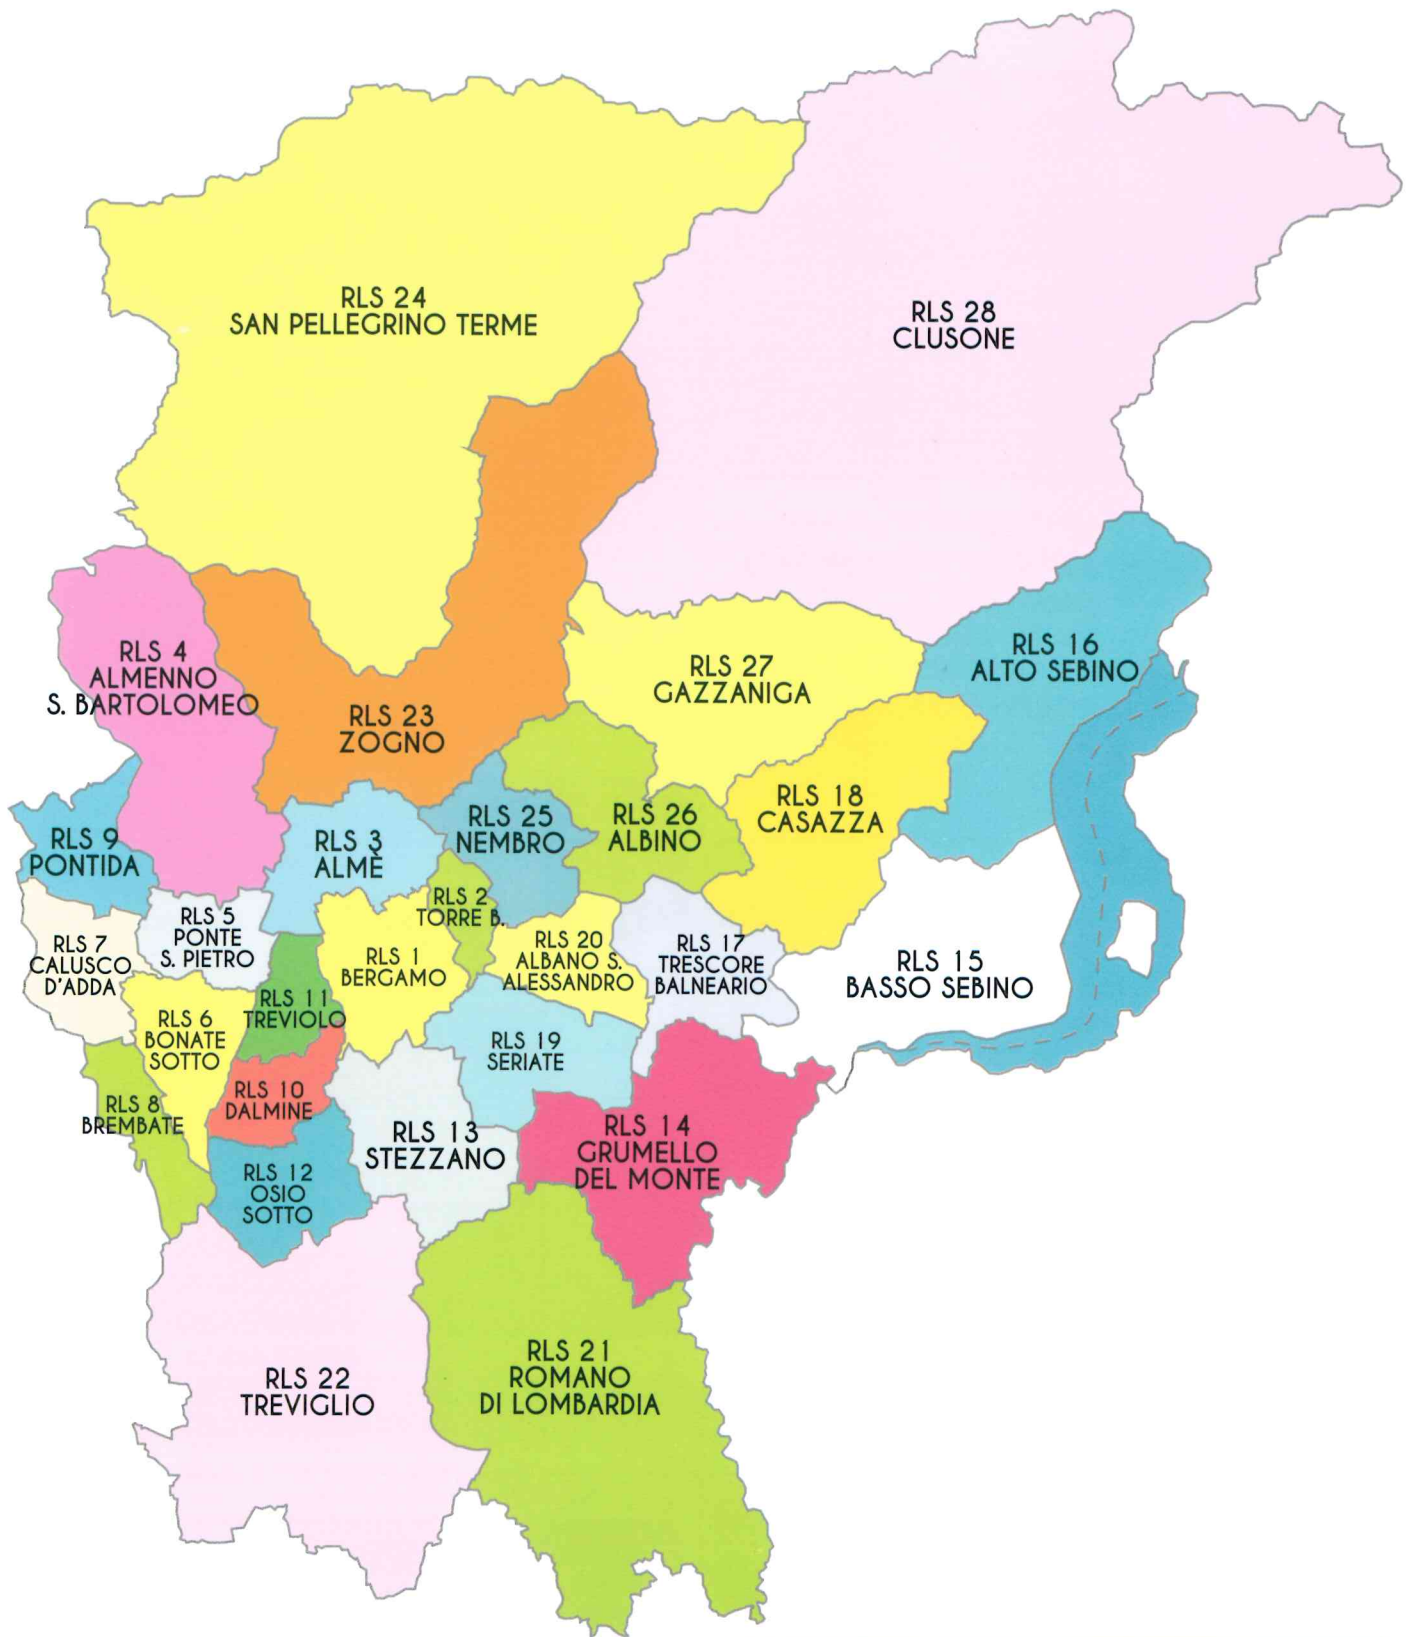 RLS 24
SAN PELLEGRINO TERME
RLS 28
CLUSONE
RLS 4
ALMENNO
S. BARTOLOMEO
RLS 23
ZOGNO
RLS 27
GAZZANIGA
RLS 16
ALTO SEBINO
RLS 9
PONTIDA
RLS 3
ALMÈ
RLS 25
NEMBRO
RLS 26
ALBINO
RLS 18
CASAZZA
RLS 7
CALUSCO
D'ADDA
RLS 5
PONTE
S. PIETRO
RLS 1
BERGAMO
RLS 2
TORRE B.
RLS 20
ALBANO S.
ALESSANDRO
RLS 17
TRESCORE
BALNEARIO
RLS 15
BASSO SEBINO
RLS 6
BONATE
SOTTO
RLS 11
TREVIOLO
RLS 19
SERIATE
RLS 8
BREMBATE
RLS 10
DALMINE
RLS 13
STEZZANO
RLS 14
GRUMELLO
DEL MONTE
RLS 12
OSIO
SOTTO
RLS 22
TREVIGLIO
RLS 21
ROMANO
DI LOMBARDIA